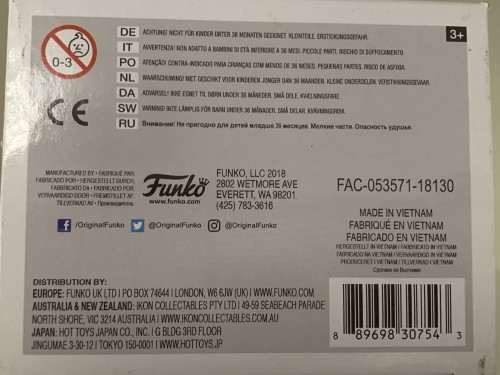 0-3
DE ACHTUNG! NICHT FÜR KINDER UNTER 36 MONATEN GEEIGNET. KLEINTEILE. ERSTICKUNGSGEFAHR.
IT AVVERTENZA! NON ADATTO A BAMBINI DI ETÀ INFERIORE A 36 MESI. PICCOLE PARTI. RISCHIO DI SOFFOCAMENTO.
PO ATENÇÃO! CONTRA-INDICADO PARA CRIANÇAS COM MENOS DE 36 MESES. PEQUENAS PARTES. RISCO DE ASFIXIA.
NL WAARSCHUWING! NIET GESCHIKT VOOR KINDEREN JONGER DAN 36 MAANDEN. KLEINE ONDERDELEN. VERSTIKKINGSGEVAAR.
DA ADVARSEL! IKKE EGNET TIL BØRN UNDER 36 MÅNEDER. SMÅ DELE. KVÆLNINGSFARE.
SW VARNING! INTE LÄMPLIG FÖR BARN UNDER 36 MÅNADER. SMÅ DELAR. KVÄVNINGSRISK.
RU Внимание! Не пригодно для детей младше 36 месяцев. Мелкие части. Опасность удушья.
3+
CE
MANUFACTURED BY • FABRIQUÉ PAR
FABRICADO POR • HERGESTELLT DURCH
FABBRICATO DA • FABRICADO POR
VERVAARDIGD DOOR • FREMSTILLET AF
TILLVERKAD AV • Производитель
Funko
www.funko.com
FUNKO, LLC 2018
2802 WETMORE AVE
EVERETT, WA 98201
(425) 783-3616
FAC-053571-18130
MADE IN VIETNAM
FABRIQUÉ EN VIETNAM
FABRICADO EN VIETNAM
HERGESTELLT IN VIETNAM / FABBRICATO IN VIETNAM
FABRICADO NA VIETNAM / VERVAARDIGD IN VIETNAM
PRODUCERET I VIETNAM / TILLVERKAD I VIETNAM
Сделано во Вьетнаме
f /OriginalFunko @OriginalFunko @OriginalFunko
DISTRIBUTION BY:
EUROPE: FUNKO UK LTD I PO BOX 74644 I LONDON, W6 6JW (UK) I WWW.FUNKO.COM
AUSTRALIA & NEW ZEALAND: IKON COLLECTABLES PTY LTD I 49-59 SEABEACH PARADE
NORTH SHORE, VIC 3214 AUSTRALIA I WWW.IKONCOLLECTABLES.COM.AU
JAPAN: HOT TOYS JAPAN CO., INC. I G BLDG 3RD FLOOR
JINGUMAE 3-30-12 I TOKYO 150-0001 I WWW.HOTTOYS.JP
8 89698 30754 3